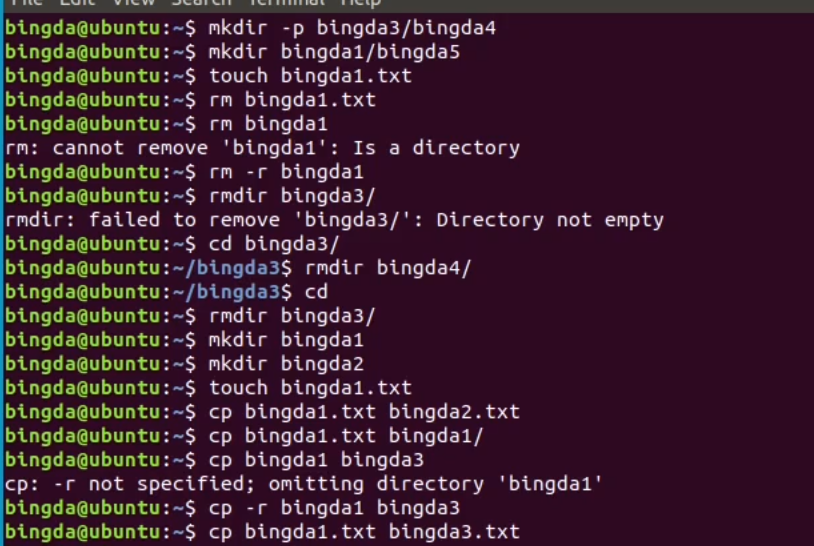 File Edit View Search Terminal Help
bingda@ubuntu:~$ mkdir -p bingda3/bingda4
bingda@ubuntu:~$ mkdir bingda1/bingda5
bingda@ubuntu:~$ touch bingda1.txt
bingda@ubuntu:~$ rm bingda1.txt
bingda@ubuntu:~$ rm bingda1
rm: cannot remove 'bingda1': Is a directory
bingda@ubuntu:~$ rm -r bingda1
bingda@ubuntu:~$ rmdir bingda3/
rmdir: failed to remove 'bingda3/': Directory not empty
bingda@ubuntu:~$ cd bingda3/
bingda@ubuntu:~/bingda3$ rmdir bingda4/
bingda@ubuntu:~/bingda3$ cd
bingda@ubuntu:~$ rmdir bingda3/
bingda@ubuntu:~$ mkdir bingda1
bingda@ubuntu:~$ mkdir bingda2
bingda@ubuntu:~$ touch bingda1.txt
bingda@ubuntu:~$ cp bingda1.txt bingda2.txt
bingda@ubuntu:~$ cp bingda1.txt bingda1/
bingda@ubuntu:~$ cp bingda1 bingda3
cp: -r not specified; omitting directory 'bingda1'
bingda@ubuntu:~$ cp -r bingda1 bingda3
bingda@ubuntu:~$ cp bingda1.txt bingda3.txt